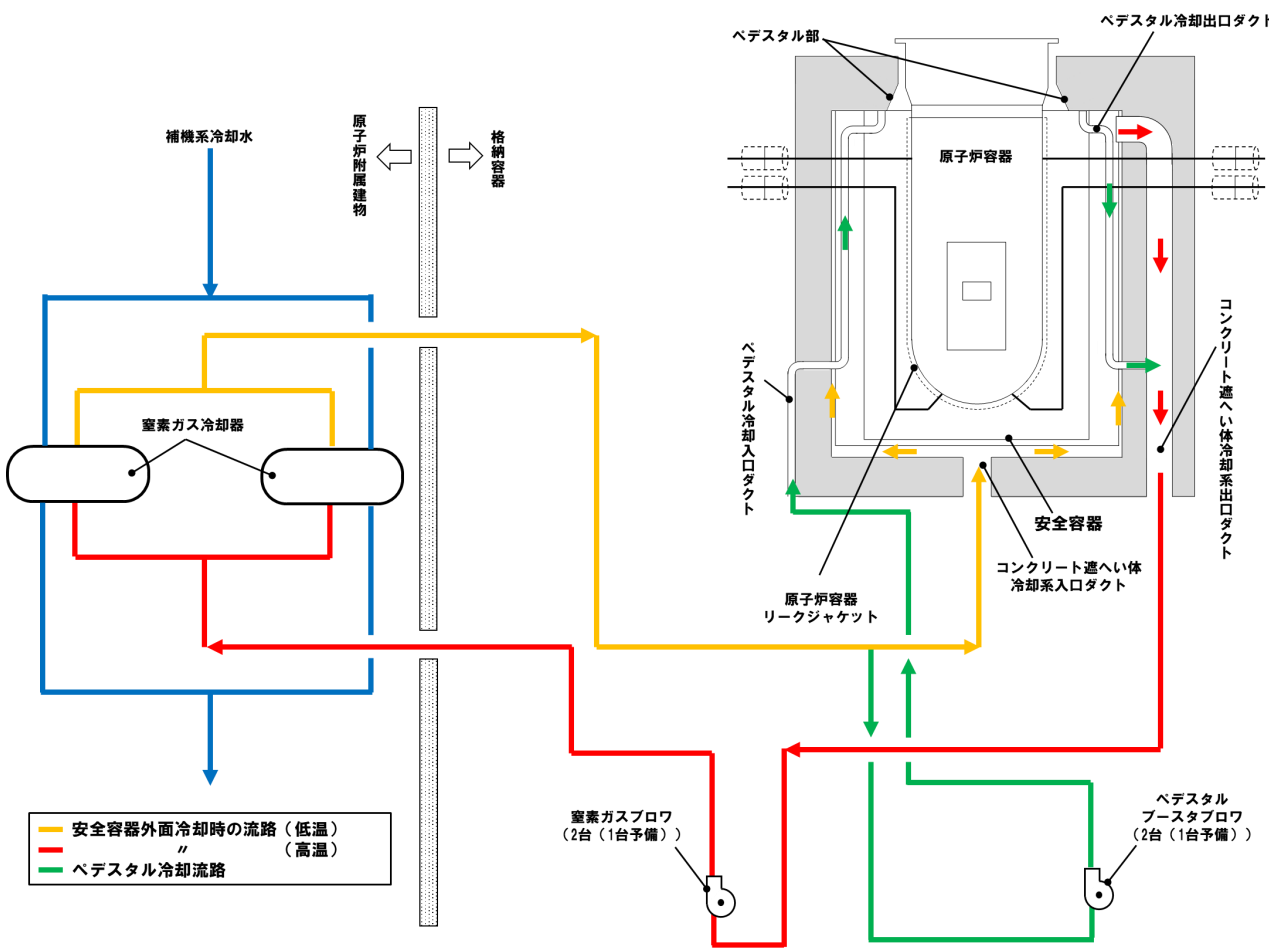 ペデスタル冷却出口ダクト
ペデスタル部
補機系冷却水
原子炉附属建物
格納容器
原子炉容器
窒素ガス冷却器
ペデスタル冷却入口ダクト
コンクリート遮へい体冷却系出口ダクト
安全容器
コンクリート遮へい体
冷却系入口ダクト
原子炉容器
リークジャケット
窒素ガスブロワ
(2台(1台予備))
ペデスタル
ブースタブロワ
(2台(1台予備))
安全容器外面冷却時の流路(低温)
〃 (高温)
ペデスタル冷却流路